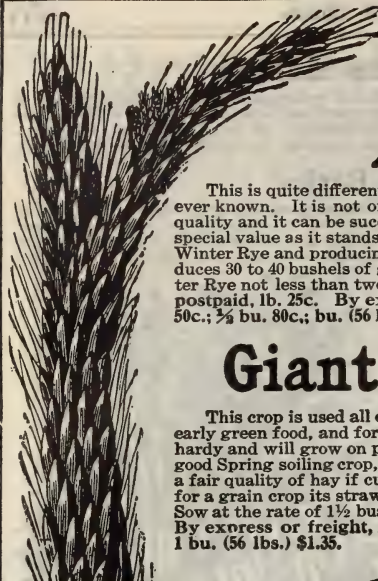 This is quite differen
ever known. It is not o
quality and it can be suc
special value as it stands
Winter Rye and producin
duces 30 to 40 bushels of
ter Rye not less than two
postpaid, lb. 25c. By ex
50c.; ½ bu. 80c.; bu. (56
Giant
This crop is used all
early green food, and for
hardy and will grow on p
good Spring soiling crop,
a fair quality of hay if cu
for a grain crop its straw
Sow at the rate of 1½ bus
By express or freight,
1 bu. (56 lbs.) $1.35.